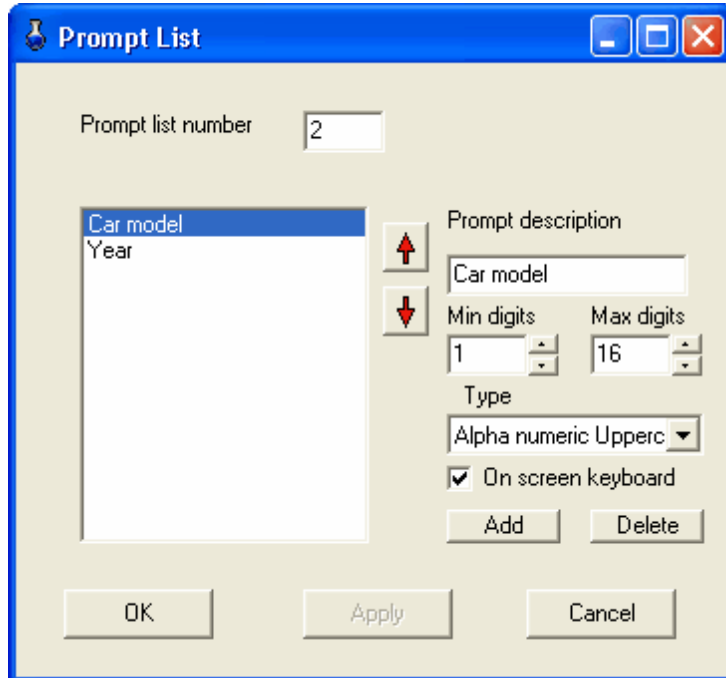 Prompt List
Prompt list number 2
Car model
Year
Prompt description
Car model
Min digits Max digits
1 16
Type
Alpha numeric Upperc
On screen keyboard
Add Delete
OK Apply Cancel